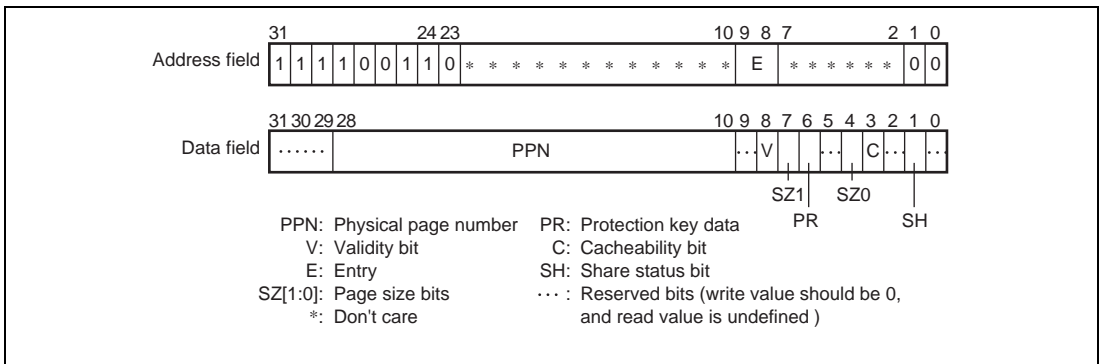 31 24 23 10 9 8 7 2 1 0
Address field 1 1 1 1 0 0 1 1 0 * * * * * * * * * * * * * E * * * * * * 0 0
31 30 29 28 10 9 8 7 6 5 4 3 2 1 0
Data field ······ PPN ··· V ··· C ··· ···
SZ1 SZ0
PR SH
PPN: Physical page number PR: Protection key data
V: Validity bit C: Cacheability bit
E: Entry SH: Share status bit
SZ[1:0]: Page size bits ··· : Reserved bits (write value should be 0,
*: Don't care and read value is undefined )